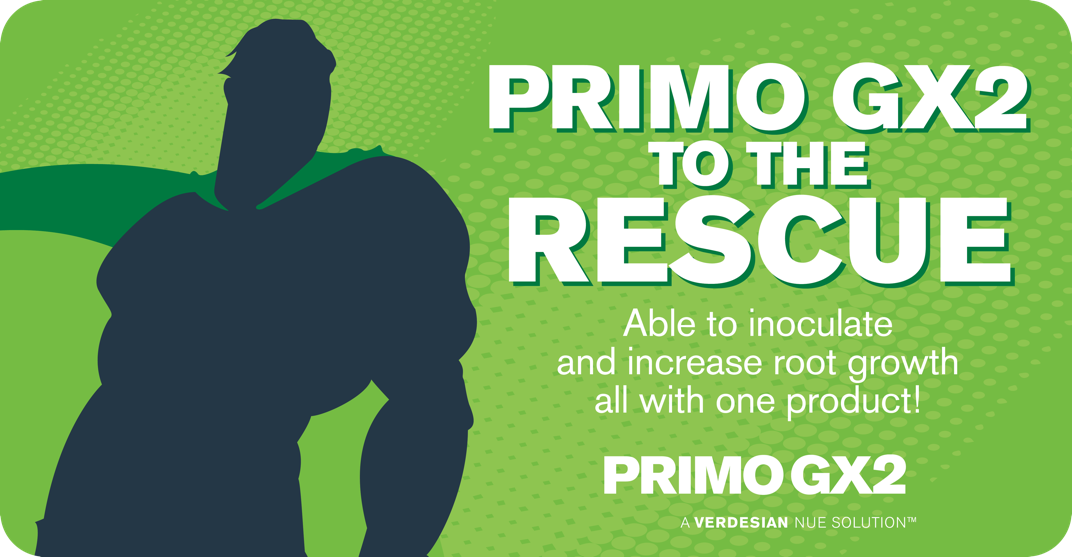 PRIMO GX2
TO THE
RESCUE
Able to inoculate
and increase root growth
all with one product!
PRIMO GX2
A VERDESIAN NUE SOLUTION™